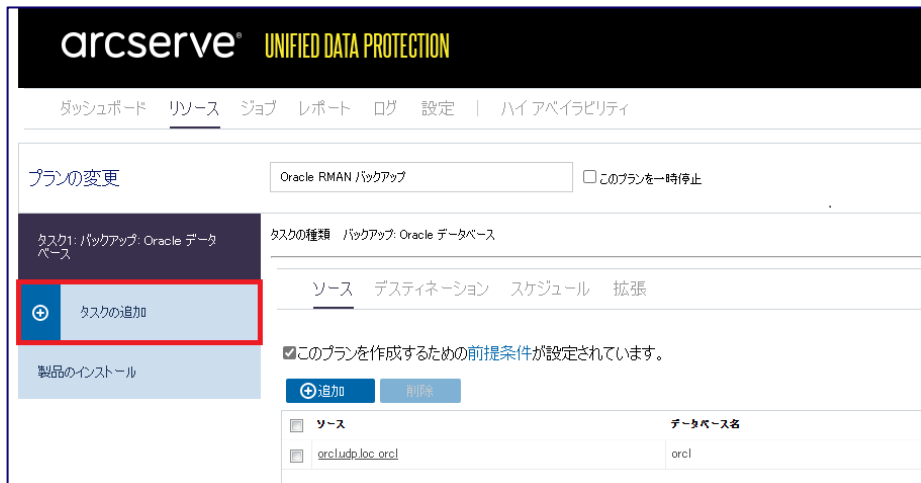 arcserve® UNIFIED DATA PROTECTION
ダッシュボード リソース ジョブ レポート ログ 設定 | ハイ アベイラビリティ
プランの変更
Oracle RMAN バックアップ
このプランを一時停止
タスク1: バックアップ: Oracle データ
ベース
タスクの追加
製品のインストール
タスクの種類 バックアップ: Oracle データベース
ソース デスティネーション スケジュール 拡張
このプランを作成するための前提条件が設定されています。
追加 削除
ソース データベース名
orcl.udp.loc orcl orcl